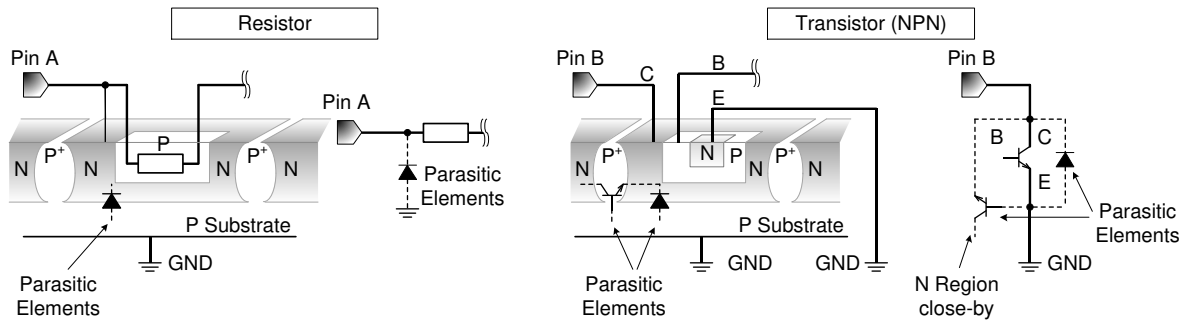 Resistor
Transistor (NPN)
Pin A
Pin A
N
P+
N
P
P+
N
N
Parasitic
Elements
P Substrate
GND
Parasitic
Elements
Pin B
C
B
E
N
P+
N
N
P
P+
N
N
P Substrate
GND
GND
Parasitic
Elements
Pin B
B
C
E
Parasitic
Elements
GND
N Region
close-by